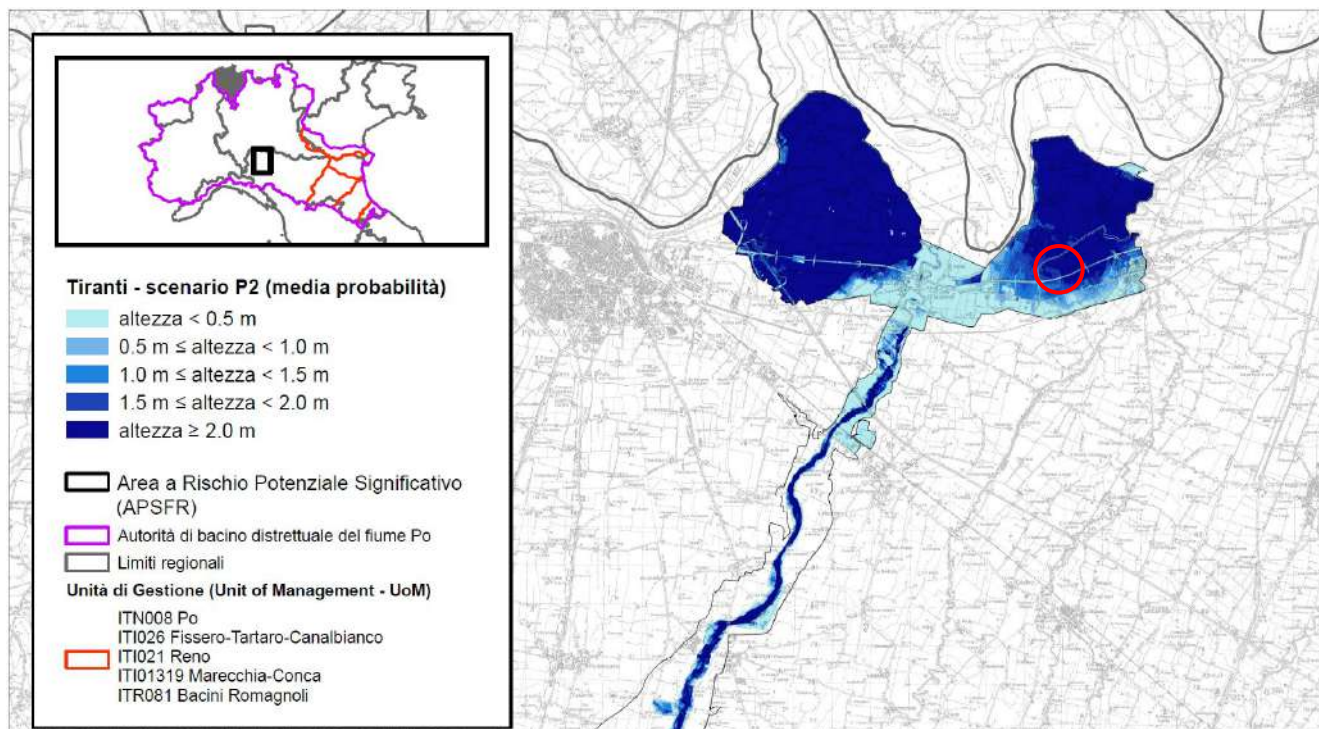 Tiranti - scenario P2 (media probabilità)
altezza < 0.5 m
0.5 m ≤ altezza < 1.0 m
1.0 m ≤ altezza < 1.5 m
1.5 m ≤ altezza < 2.0 m
altezza ≥ 2.0 m
Area a Rischio Potenziale Significativo
(APSFR)
Autorità di bacino distrettuale del fiume Po
Limiti regionali
Unità di Gestione (Unit of Management - UoM)
ITN008 Po
ITI026 Fissero-Tartaro-Canalbianco
ITI021 Reno
ITI01319 Marecchia-Conca
ITR081 Bacini Romagnoli